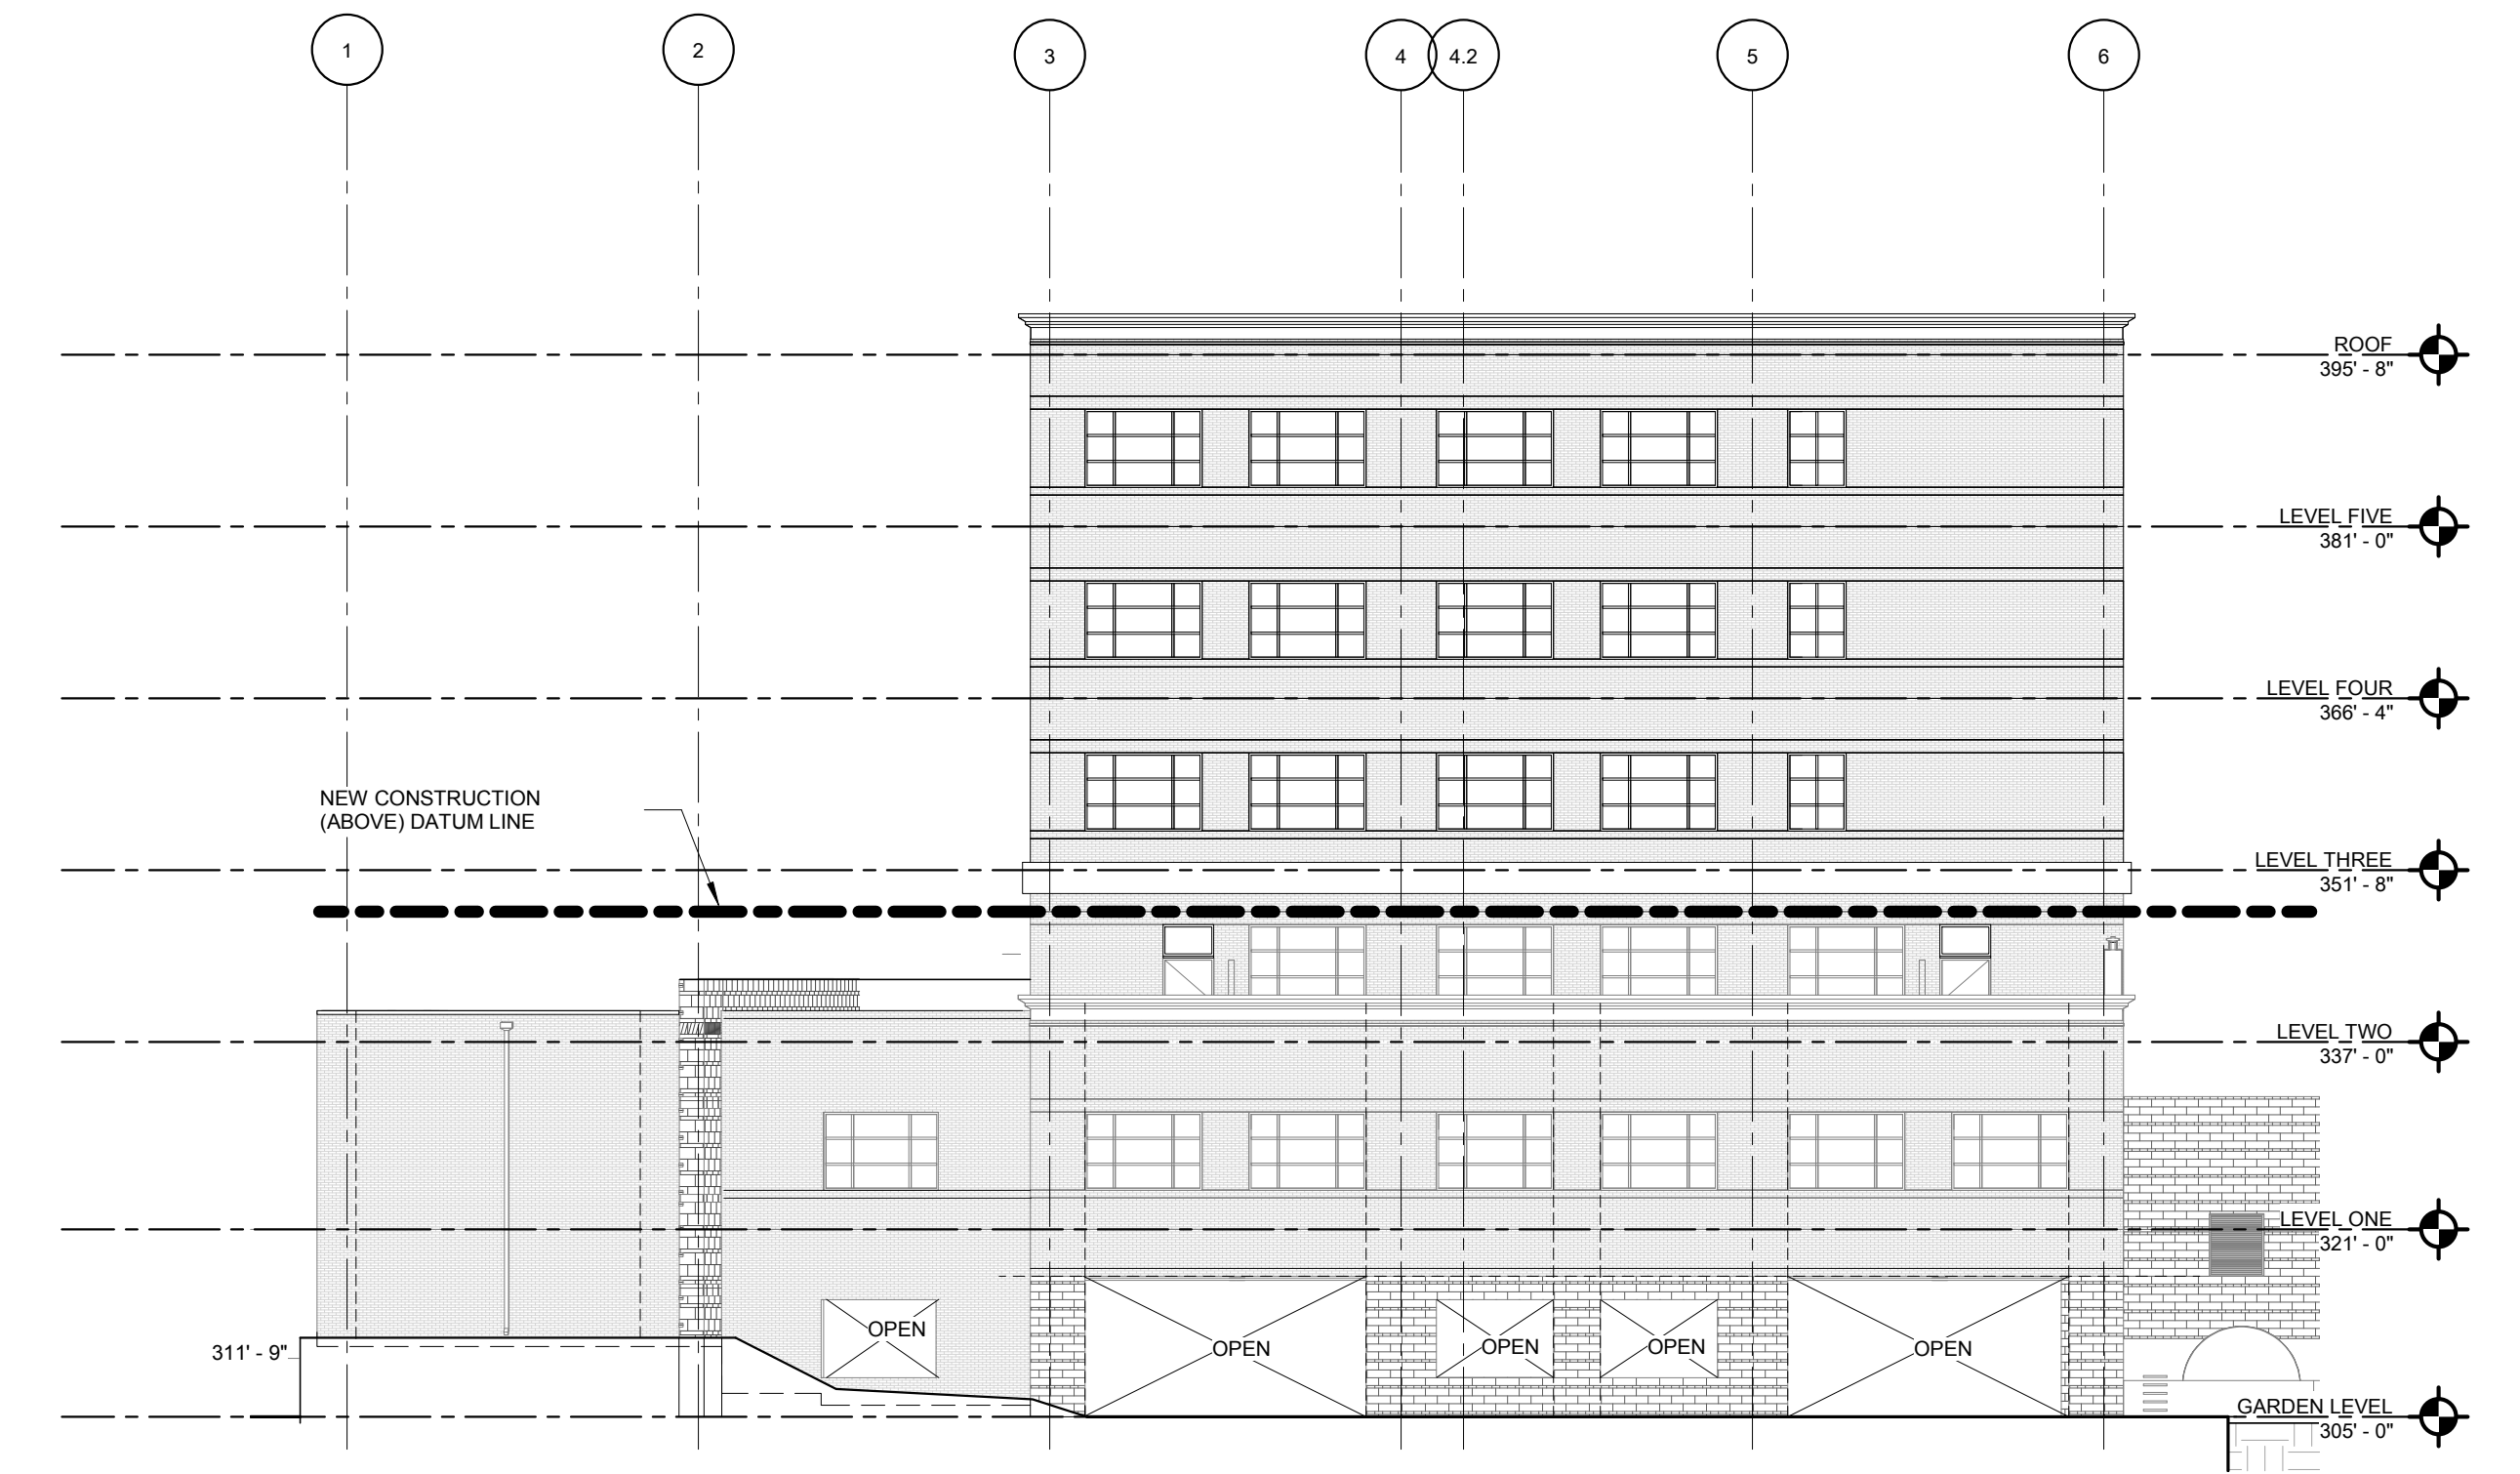 1
2
3
4
4.2
5
6
ROOF
395' - 8"
LEVEL FIVE
381' - 0"
LEVEL FOUR
366' - 4"
NEW CONSTRUCTION
(ABOVE) DATUM LINE
LEVEL THREE
351' - 8"
LEVEL TWO
337' - 0"
LEVEL ONE
321' - 0"
OPEN
OPEN
OPEN
OPEN
OPEN
311' - 9"
GARDEN LEVEL
305' - 0"